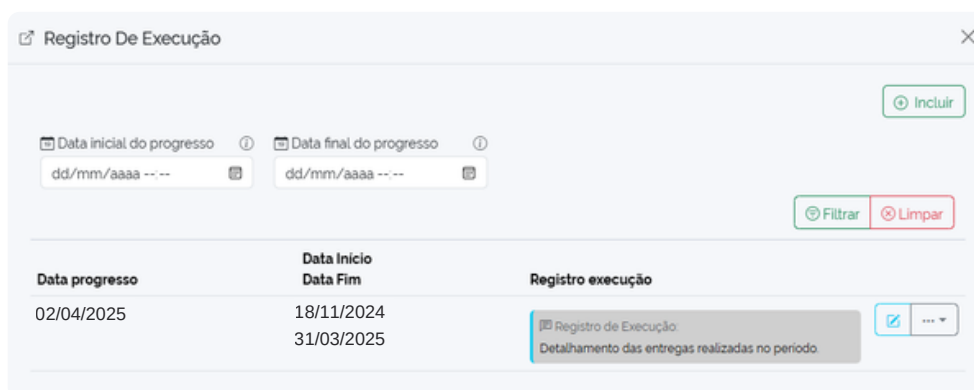 Registro De Execução
Incluir
Data inicial do progresso
Data final do progresso
dd/mm/aaaa --:--
dd/mm/aaaa --:--
Filtrar
Limpar
Data progresso
Data Início
Data Fim
Registro execução
02/04/2025
18/11/2024
31/03/2025
Registro de Execução:
Detalhamento das entregas realizadas no periodo.